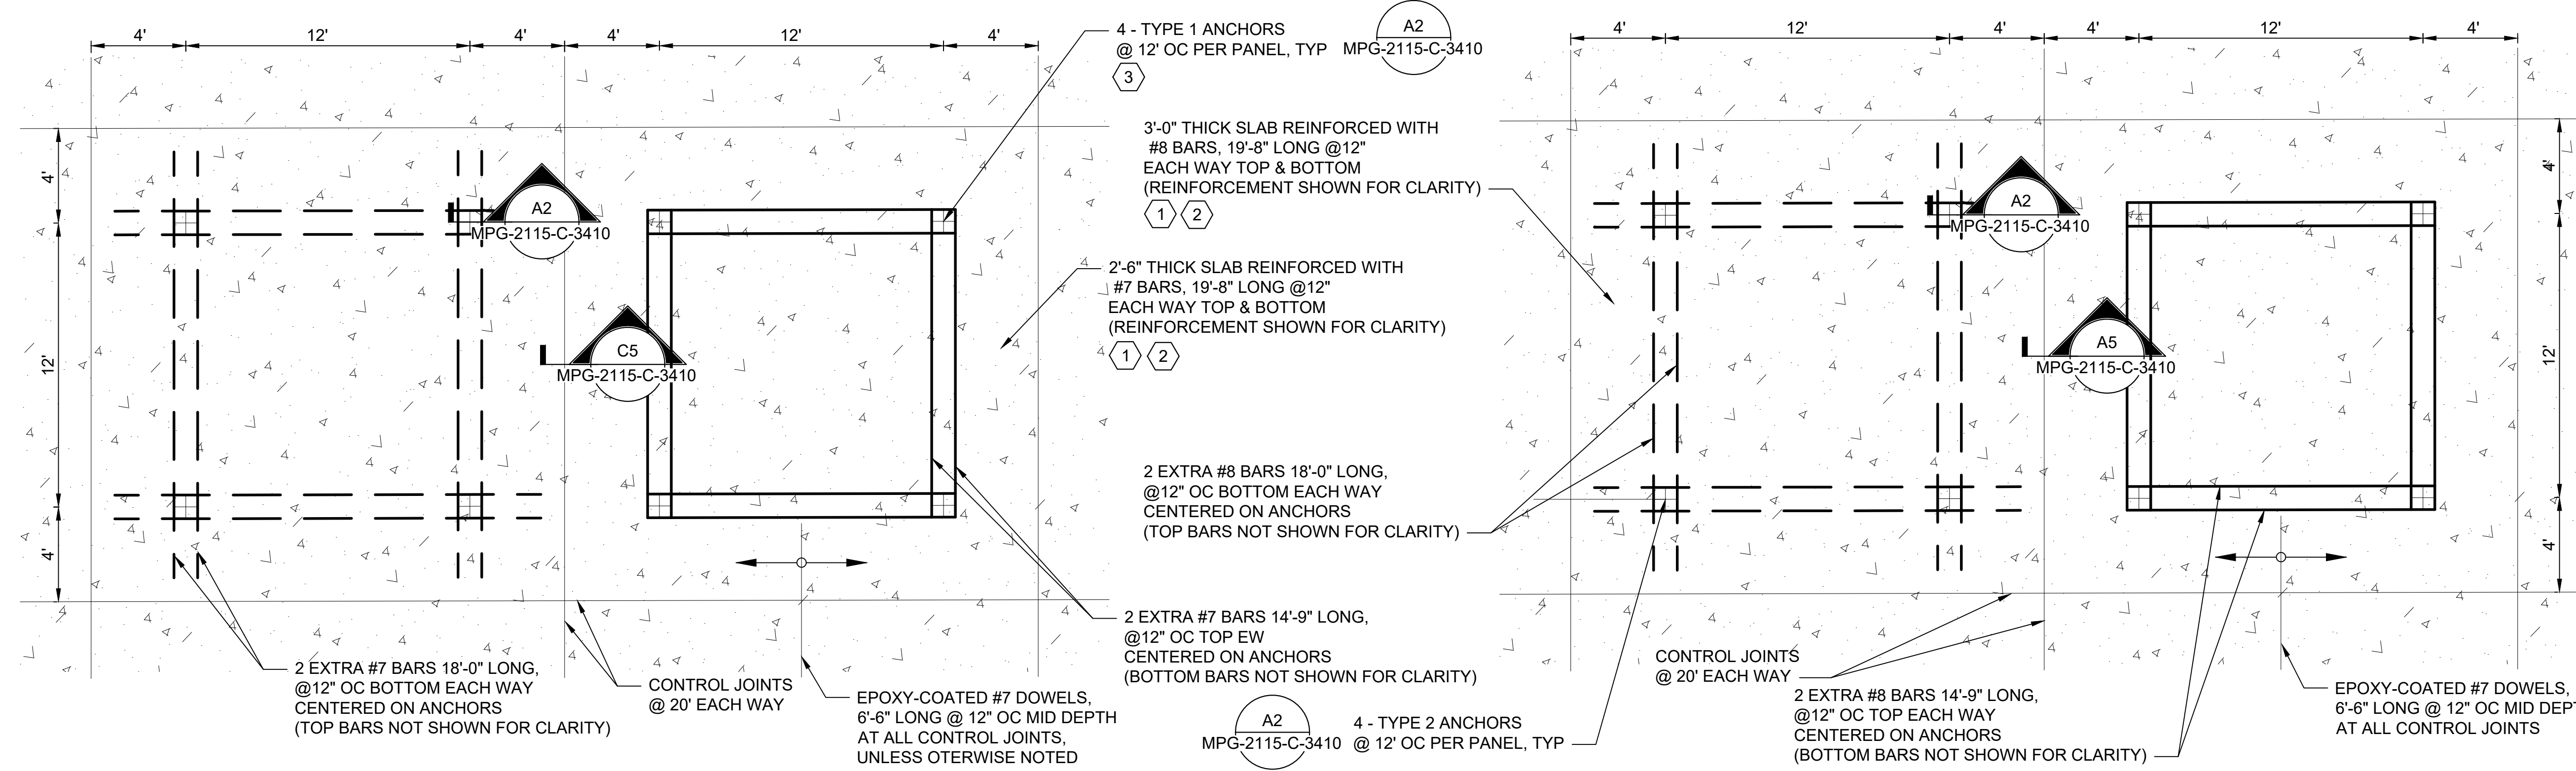 4' 12' 4' 4' 12' 4'
4 - TYPE 1 ANCHORS
@ 12' OC PER PANEL, TYP
3
A2
MPG-2115-C-3410
4' 12' 4' 4' 12' 4'
3'-0" THICK SLAB REINFORCED WITH
#8 BARS, 19'-8" LONG @12"
EACH WAY TOP & BOTTOM
(REINFORCEMENT SHOWN FOR CLARITY)
1 2
2'-6" THICK SLAB REINFORCED WITH
#7 BARS, 19'-8" LONG @12"
EACH WAY TOP & BOTTOM
(REINFORCEMENT SHOWN FOR CLARITY)
1 2
4'
12'
4'
A2
MPG-2115-C-3410
C5
MPG-2115-C-3410
A2
MPG-2115-C-3410
A5
MPG-2115-C-3410
4'
12'
4'
2 EXTRA #8 BARS 18'-0" LONG,
@12" OC BOTTOM EACH WAY
CENTERED ON ANCHORS
(TOP BARS NOT SHOWN FOR CLARITY)
2 EXTRA #7 BARS 14'-9" LONG,
@12" OC TOP EW
CENTERED ON ANCHORS
(BOTTOM BARS NOT SHOWN FOR CLARITY)
2 EXTRA #7 BARS 18'-0" LONG,
@12" OC BOTTOM EACH WAY
CENTERED ON ANCHORS
(TOP BARS NOT SHOWN FOR CLARITY)
CONTROL JOINTS
@ 20' EACH WAY
EPOXY-COATED #7 DOWELS,
6'-6" LONG @ 12" OC MID DEPTH
AT ALL CONTROL JOINTS,
UNLESS OTERWISE NOTED
A2
MPG-2115-C-3410
4 - TYPE 2 ANCHORS
@ 12' OC PER PANEL, TYP
CONTROL JOINTS
@ 20' EACH WAY
2 EXTRA #8 BARS 14'-9" LONG,
@12" OC TOP EACH WAY
CENTERED ON ANCHORS
(BOTTOM BARS NOT SHOWN FOR CLARITY)
EPOXY-COATED #7 DOWELS,
6'-6" LONG @ 12" OC MID
AT ALL CONTROL JOINTS